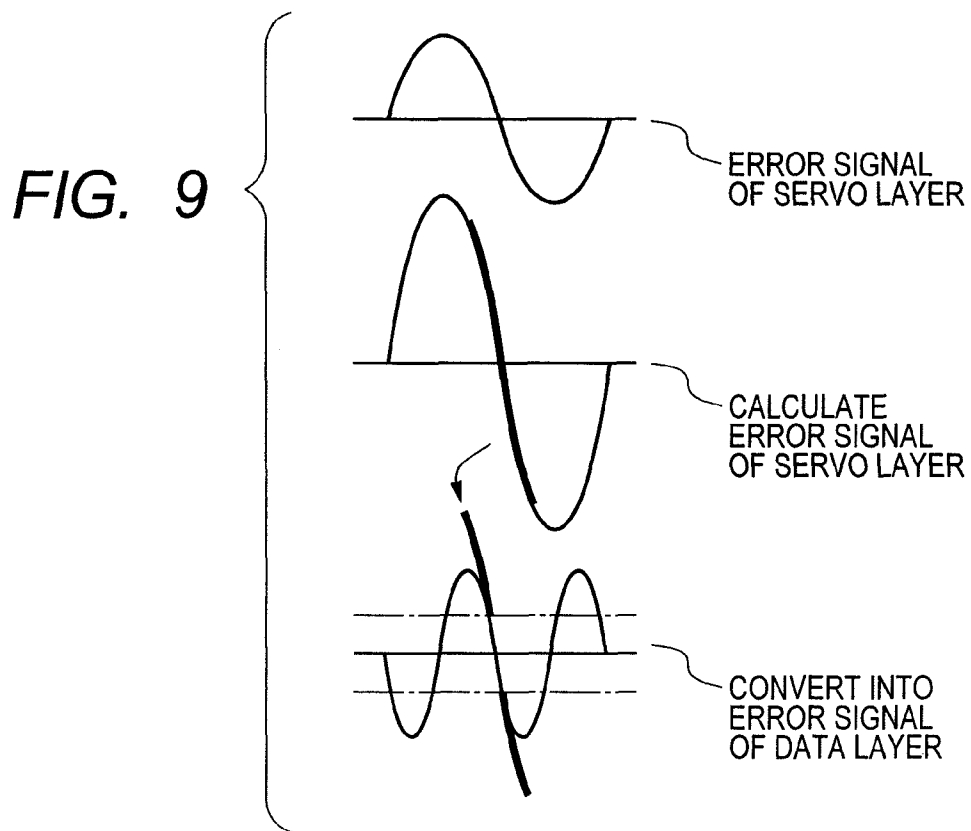 FIG. 9
ERROR SIGNAL
OF SERVO LAYER
CALCULATE
ERROR SIGNAL
OF SERVO LAYER
CONVERT INTO
ERROR SIGNAL
OF DATA LAYER